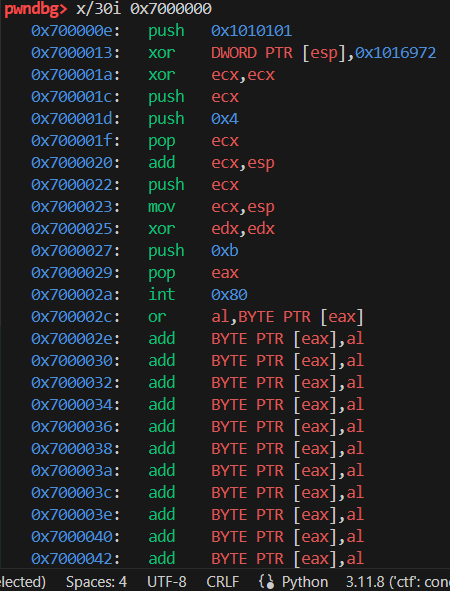 pwndbg> x/30i 0x7000000
0x700000e: push 0x1010101
0x7000013: xor DWORD PTR [esp],0x1016972
0x700001a: xor ecx,ecx
0x700001c: push ecx
0x700001d: push 0x4
0x700001f: pop ecx
0x7000020: add ecx,esp
0x7000022: push ecx
0x7000023: mov ecx,esp
0x7000025: xor edx,edx
0x7000027: push 0xb
0x7000029: pop eax
0x700002a: int 0x80
0x700002c: or al,BYTE PTR [eax]
0x700002e: add BYTE PTR [eax],al
0x7000030: add BYTE PTR [eax],al
0x7000032: add BYTE PTR [eax],al
0x7000034: add BYTE PTR [eax],al
0x7000036: add BYTE PTR [eax],al
0x7000038: add BYTE PTR [eax],al
0x700003a: add BYTE PTR [eax],al
0x700003c: add BYTE PTR [eax],al
0x700003e: add BYTE PTR [eax],al
0x7000040: add BYTE PTR [eax],al
0x7000042: add BYTE PTR [eax],al
elected) Spaces: 4 UTF-8 CRLF Python 3.11.8 ('ctf': con